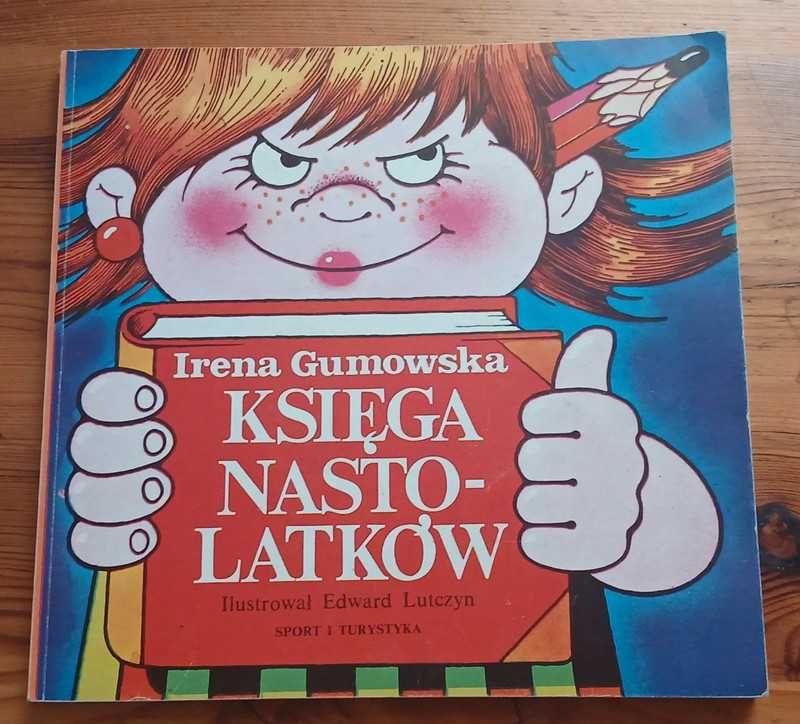 Irena Gumowska
KSIĘGA
NASTO-
LATKÓW
Ilustrował Edward Lutczyn
SPORT I TURYSTYKA